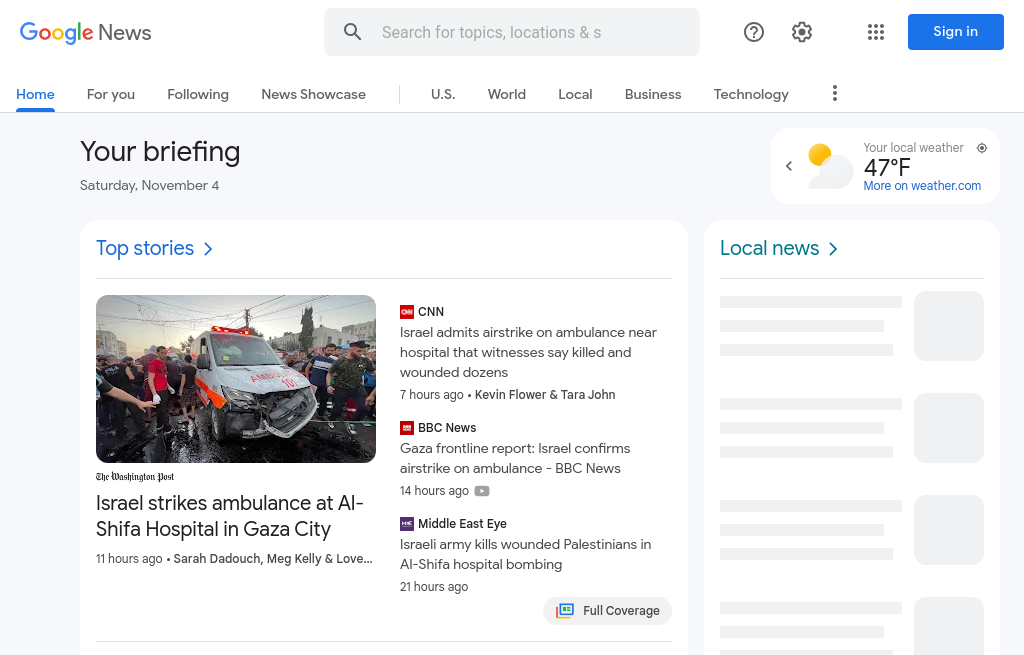 Google News
Search for topics, locations & s
Sign in
Home
For you
Following
News Showcase
U.S.
World
Local
Business
Technology
Your briefing
Saturday, November 4
Your local weather
47°F
More on weather.com
Top stories
The Washington Post
Israel strikes ambulance at Al-
Shifa Hospital in Gaza City
11 hours ago • Sarah Dadouch, Meg Kelly & Love...
CNN
Israel admits airstrike on ambulance near
hospital that witnesses say killed and
wounded dozens
7 hours ago • Kevin Flower & Tara John
BBC News
Gaza frontline report: Israel confirms
airstrike on ambulance - BBC News
14 hours ago
Middle East Eye
Israeli army kills wounded Palestinians in
Al-Shifa hospital bombing
21 hours ago
Full Coverage
Local news
AMBULANCE
101